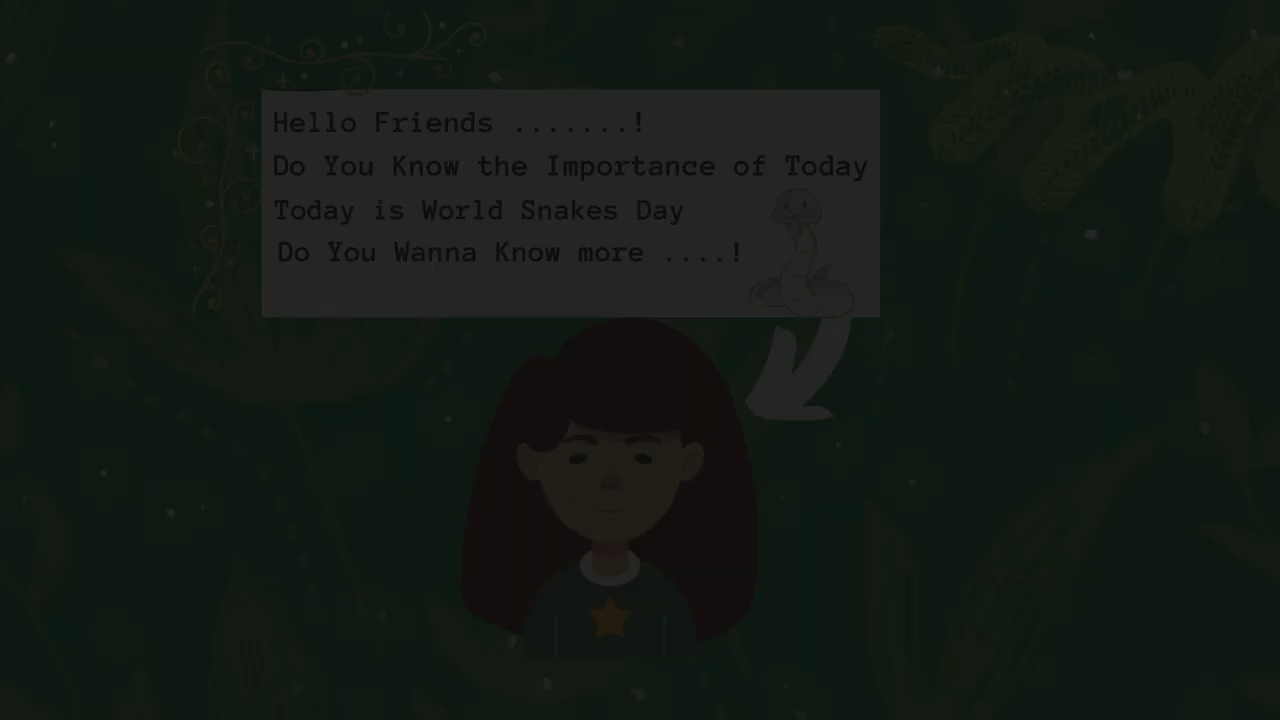 Hello Friends .......!
Do You Know the Importance of Today
Today is World Snakes Day
Do You Wanna Know more ....!